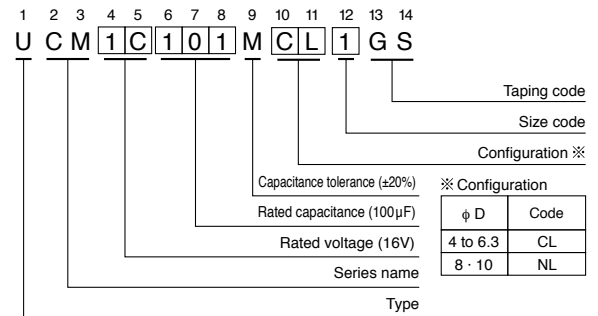 1 2 3 4 5 6 7 8 9 10 11 12 13 14
U C M 1 C 1 0 1 M C L 1 G S
Taping code
Size code
Configuration ※
Capacitance tolerance (±20%)
Rated capacitance (100µF)
Rated voltage (16V)
Series name
Type
※ Configuration
ϕ D Code
4 to 6.3 CL
8 · 10 NL